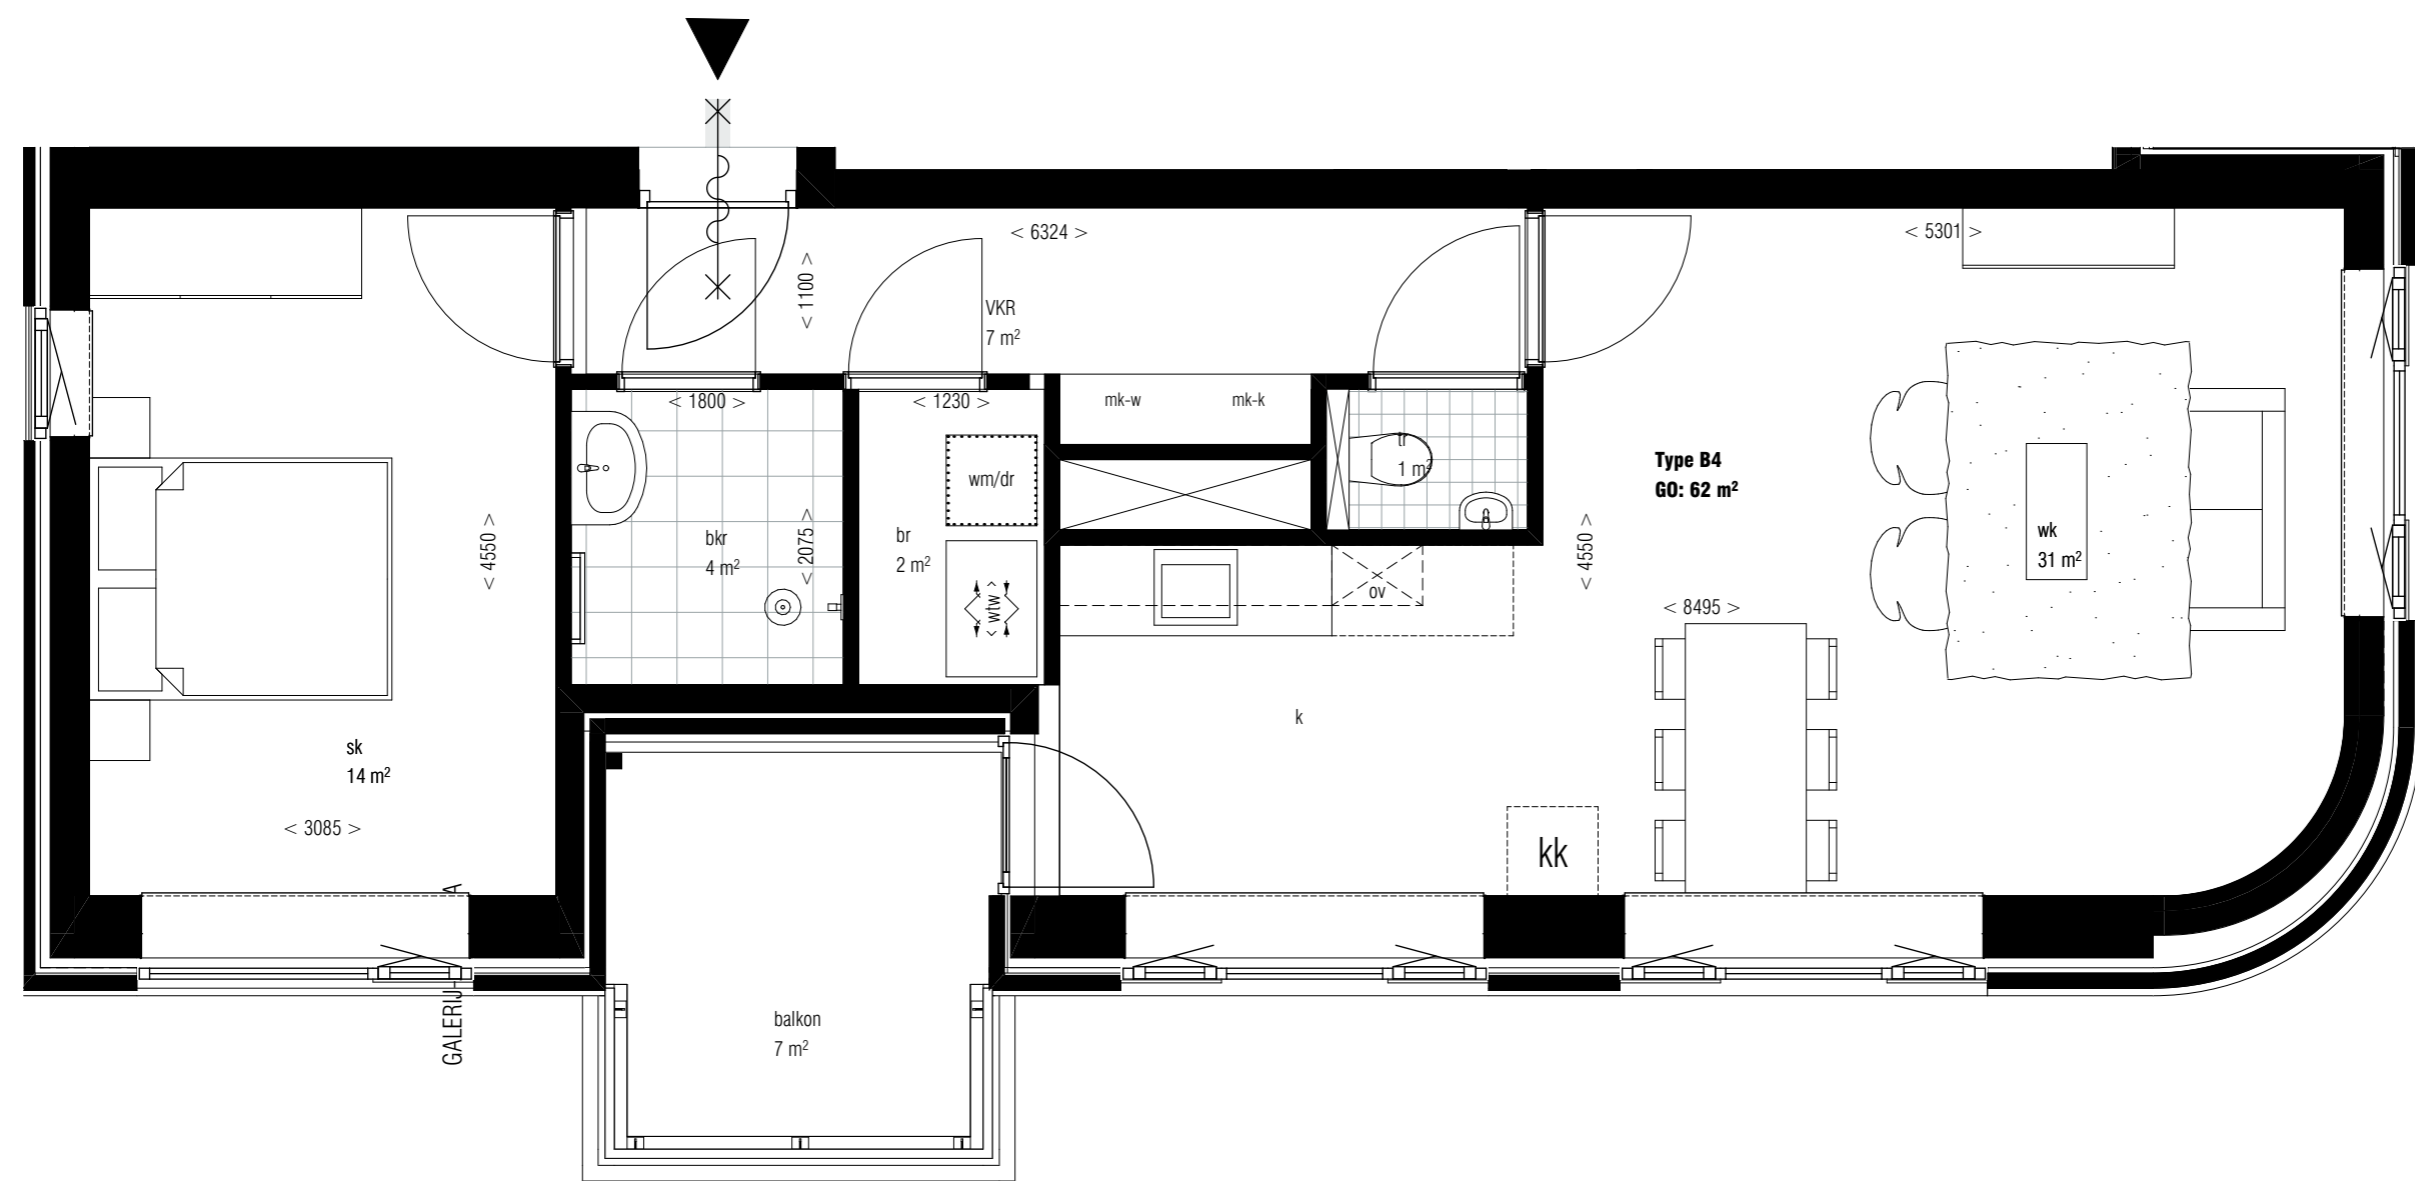 < 6324 >
< 5301 >
< 1100 >
VKR
7 m²
< 1800 >
< 1230 >
mk-w
mk-k
tr
1 m²
Type B4
GO: 62 m²
wm/dr
wk
31 m²
bkr
4 m²
< 2075 >
br
2 m²
< 4550 >
< 4550 >
ov
< wtw >
< 8495 >
k
sk
14 m²
< 3085 >
kk
GALERIJ A
balkon
7 m²